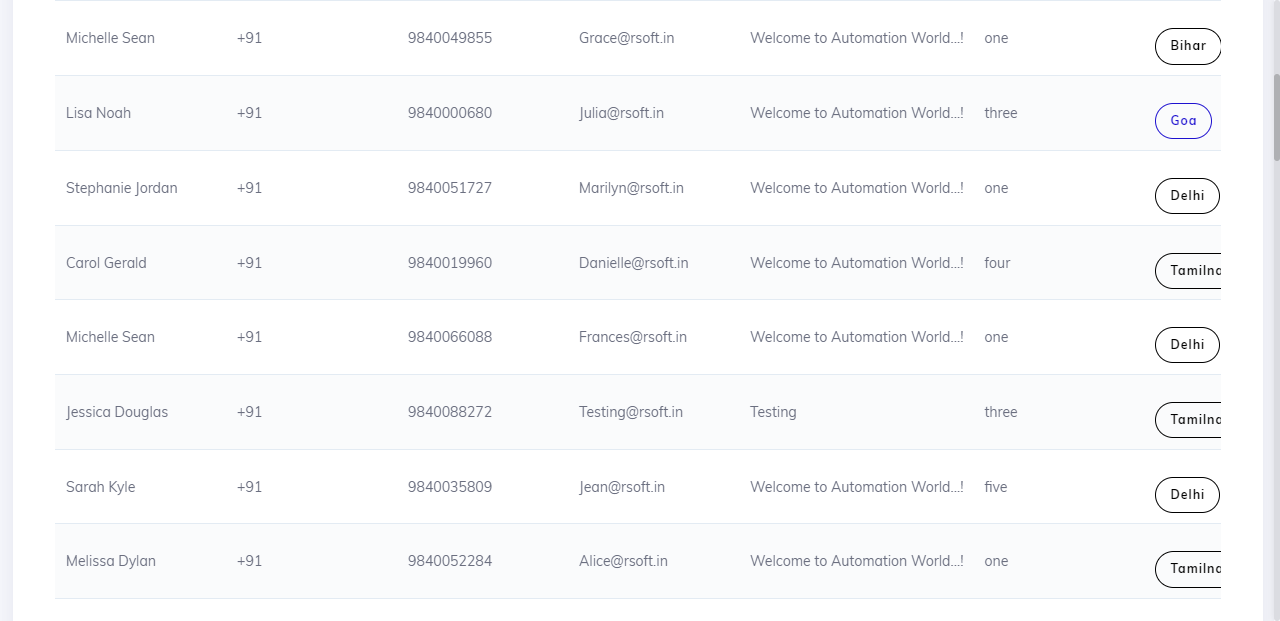 Michelle Sean +91 9840049855 Grace@rsoft.in Welcome to Automation World...! one Bihar
Lisa Noah +91 9840000680 Julia@rsoft.in Welcome to Automation World...! three Goa
Stephanie Jordan +91 9840051727 Marilyn@rsoft.in Welcome to Automation World...! one Delhi
Carol Gerald +91 9840019960 Danielle@rsoft.in Welcome to Automation World...! four Tamilna
Michelle Sean +91 9840066088 Frances@rsoft.in Welcome to Automation World...! one Delhi
Jessica Douglas +91 9840088272 Testing@rsoft.in Testing three Tamilna
Sarah Kyle +91 9840035809 Jean@rsoft.in Welcome to Automation World...! five Delhi
Melissa Dylan +91 9840052284 Alice@rsoft.in Welcome to Automation World...! one Tamilna